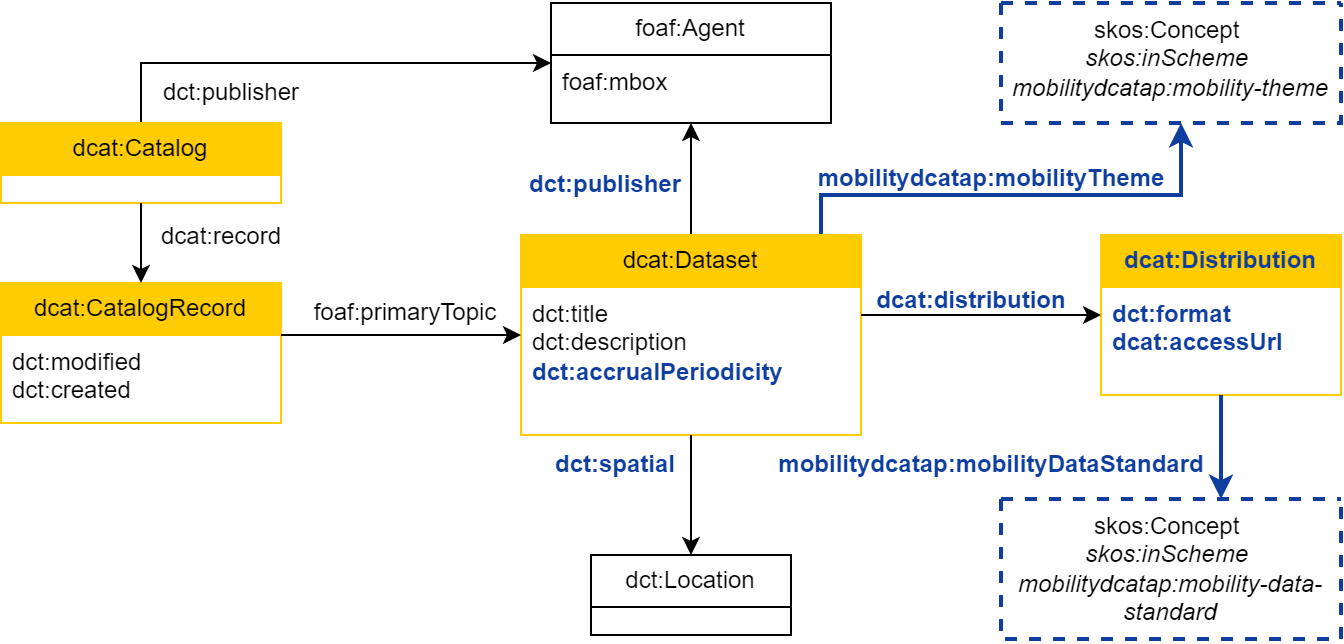 foaf:Agent
foaf:mbox
skos:Concept
skos:inScheme
mobilitydcatap:mobility-theme
dct:publisher
dcat:Catalog
dct:publisher
mobilitydcatap:mobilityTheme
dcat:record
dcat:CatalogRecord
dct:modified
dct:created
foaf:primaryTopic
dcat:Dataset
dct:title
dct:description
dct:accrualPeriodicity
dcat:distribution
dcat:Distribution
dct:format
dcat:accessUrl
dct:spatial
mobilitydcatap:mobilityDataStandard
dct:Location
skos:Concept
skos:inScheme
mobilitydcatap:mobility-data-
standard